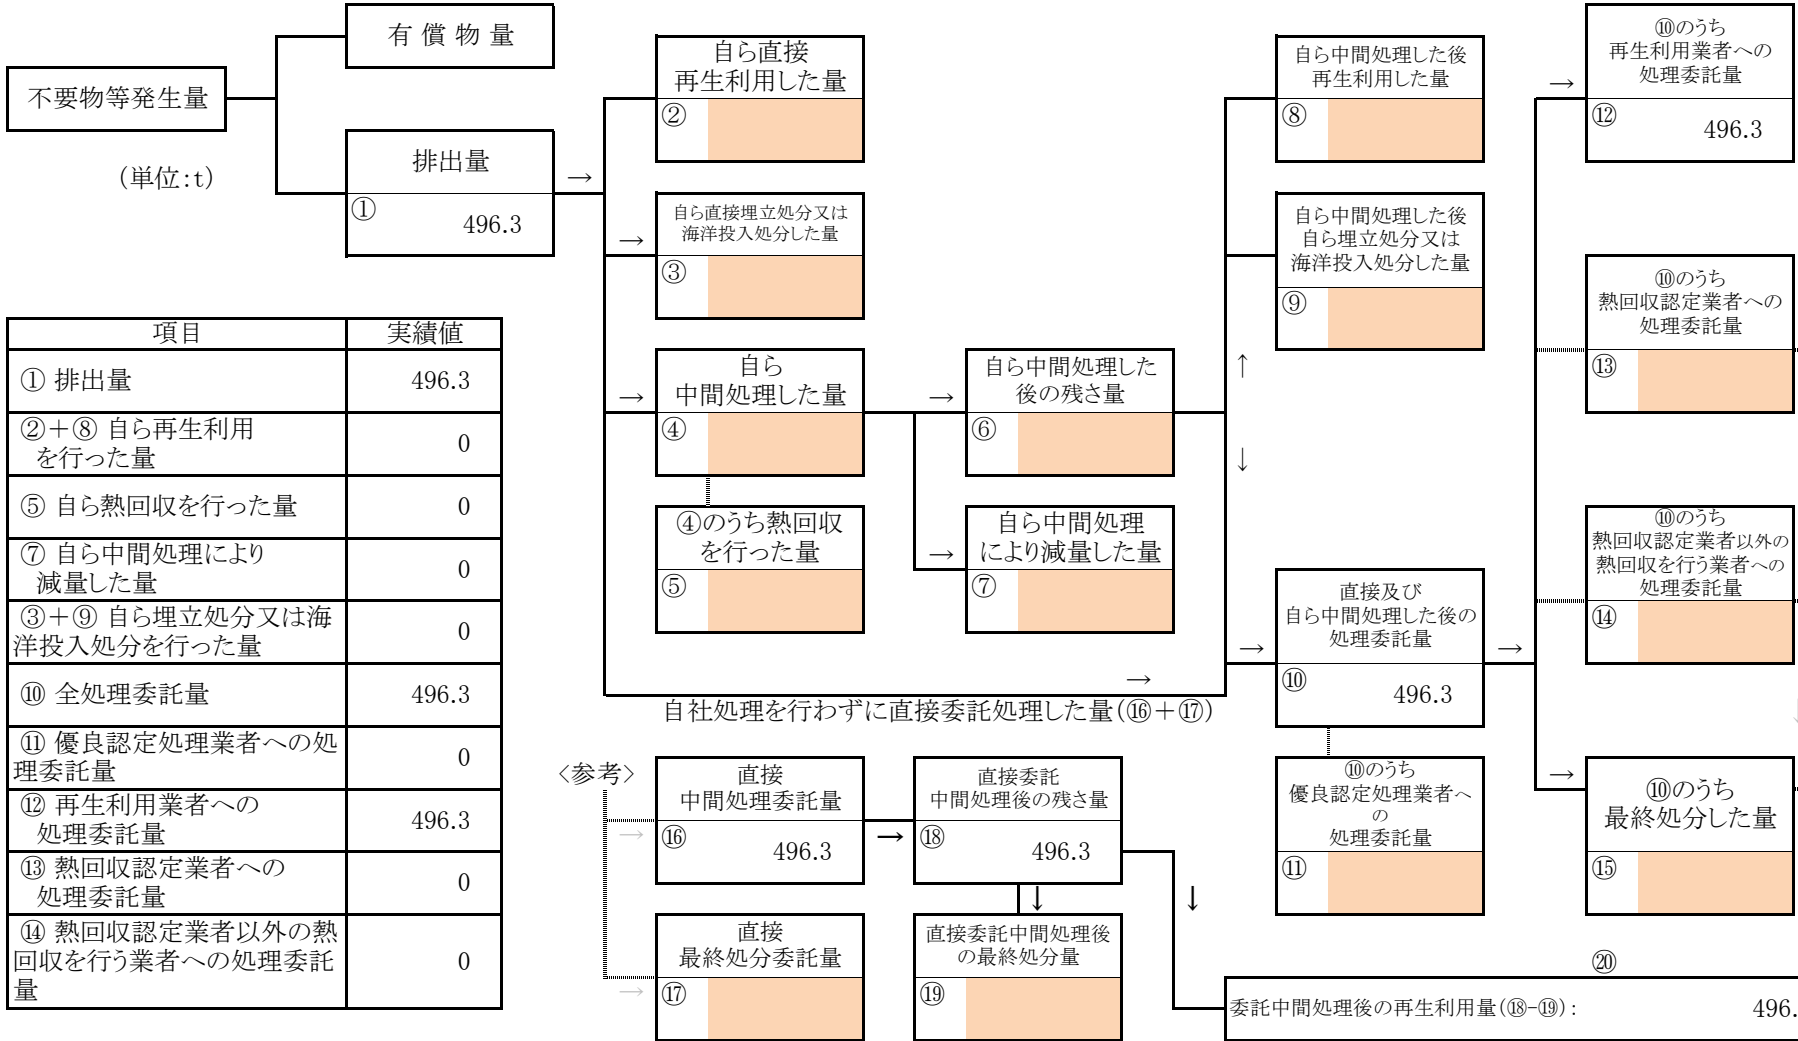 有 償 物 量
不要物等発生量
(単位:t)
排出量
①
496.3
→
自ら直接
再生利用した量
②
→
自ら直接埋立処分又は
海洋投入処分した量
③
→
自ら
中間処理した量
④
④のうち熱回収
を行った量
⑤
→
自ら中間処理した
後の残さ量
⑥
→
自ら中間処理
により減量した量
⑦
自ら中間処理した後
再生利用した量
⑧
自ら中間処理した後
自ら埋立処分又は
海洋投入処分した量
⑨
↑
↓
→
直接及び
自ら中間処理した後の
処理委託量
⑩
496.3
→
自社処理を行わずに直接委託処理した量(⑯+⑰)
⑩のうち
優良認定処理業者へ
の
処理委託量
⑪
→
→
⑩のうち
再生利用業者への
処理委託量
⑫
496.3
⑩のうち
熱回収認定業者への
処理委託量
⑬
⑩のうち
熱回収認定業者以外の
熱回収を行う業者への
処理委託量
⑭
→
⑩のうち
最終処分した量
⑮
項目 実績値
① 排出量 496.3
②+⑧ 自ら再生利用
を行った量 0
⑤ 自ら熱回収を行った量 0
⑦ 自ら中間処理により
減量した量 0
③+⑨ 自ら埋立処分又は海
洋投入処分を行った量 0
⑩ 全処理委託量 496.3
⑪ 優良認定処理業者への処
理委託量 0
⑫ 再生利用業者への
処理委託量 496.3
⑬ 熱回収認定業者への
処理委託量 0
⑭ 熱回収認定業者以外の熱
回収を行う業者への処理委託
量 0
<参考>
→
直接
中間処理委託量
⑯
496.3
→
直接委託
中間処理後の残さ量
⑱
496.3
→
直接
最終処分委託量
⑰
↓
直接委託中間処理後
の最終処分量
⑲
↓
⑳
委託中間処理後の再生利用量(⑱-⑲): 496.